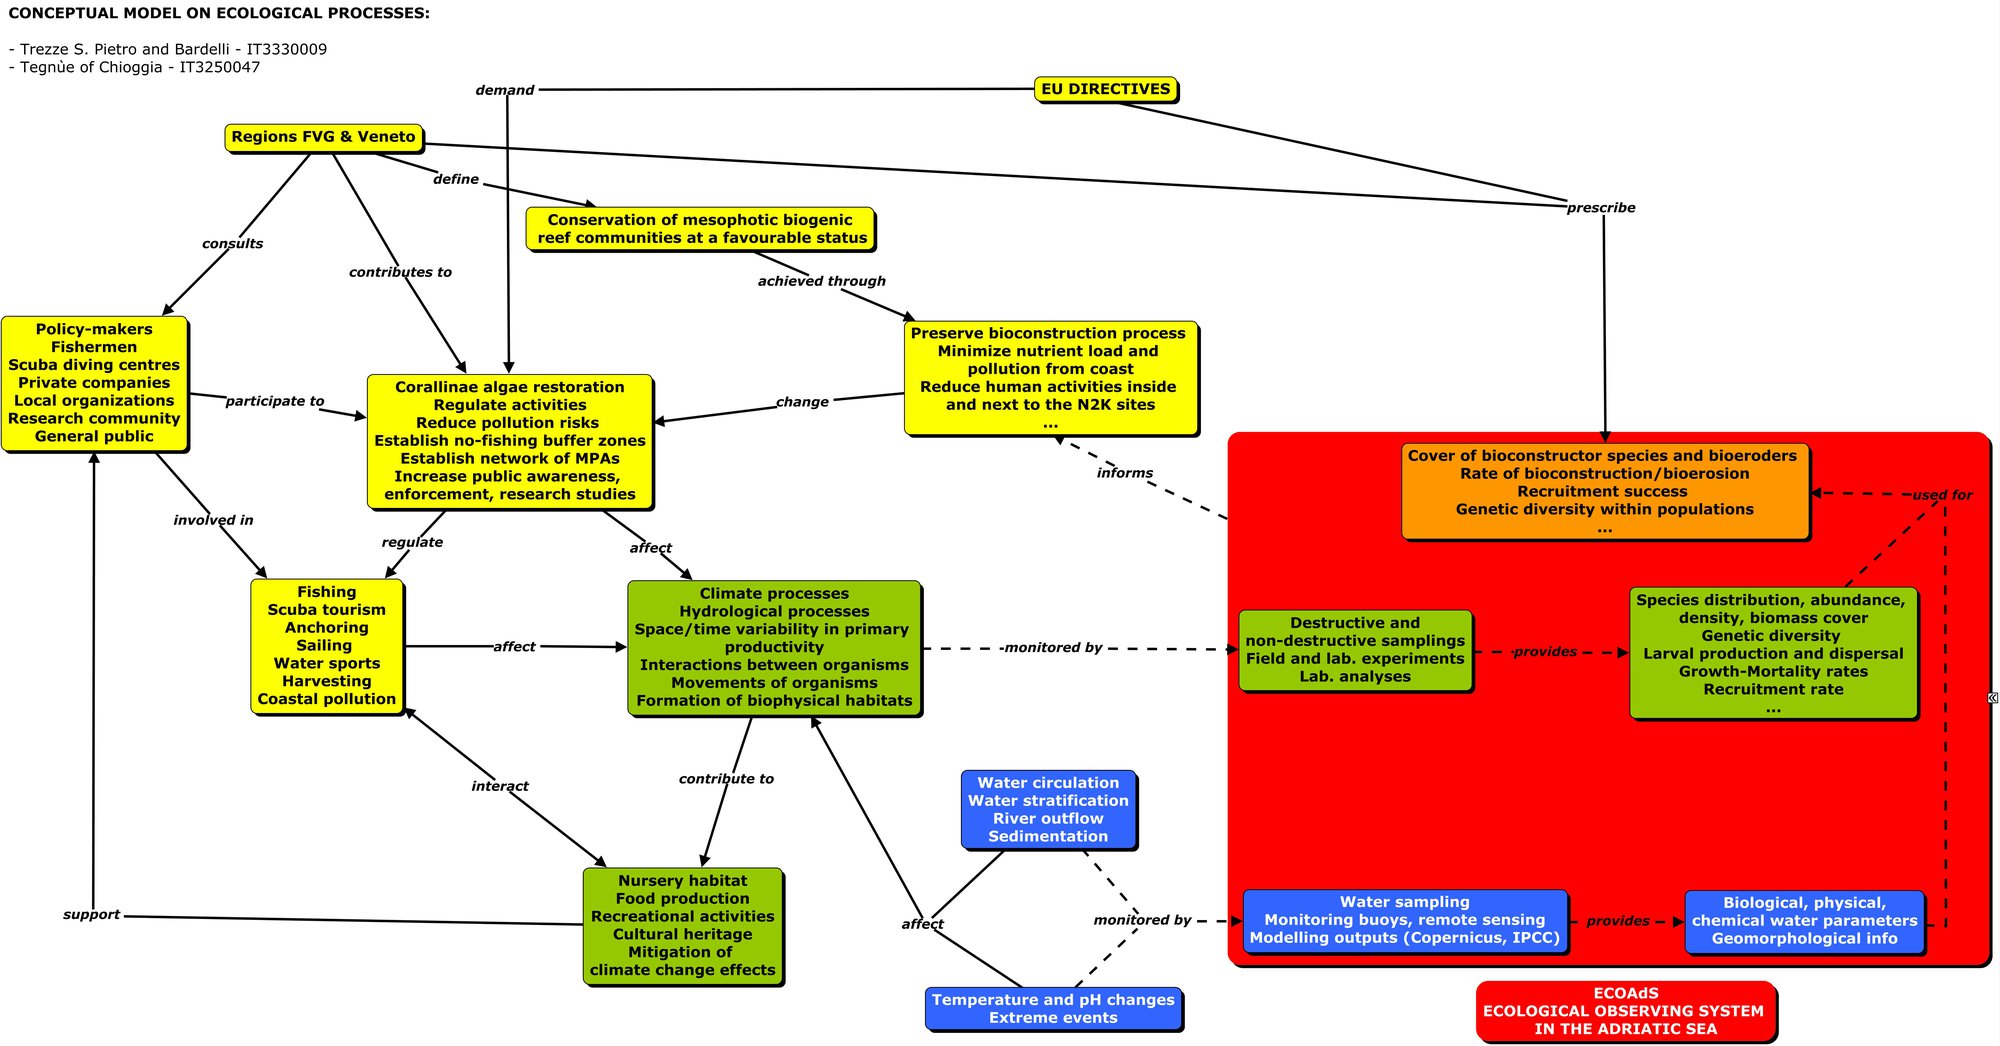 CONCEPTUAL MODEL ON ECOLOGICAL PROCESSES:
- Trezze S. Pietro and Bardelli - IT3330009
- Tegnùe of Chioggia - IT3250047
demand
EU DIRECTIVES
Regions FVG & Veneto
define
prescribe
Conservation of mesophotic biogenic
reef communities at a favourable status
consults
contributes to
achieved through
Policy-makers
Fishermen
Scuba diving centres
Private companies
Local organizations
Research community
General public
participate to
Corallinae algae restoration
Regulate activities
Reduce pollution risks
Establish no-fishing buffer zones
Establish network of MPAs
Increase public awareness,
enforcement, research studies
change
Preserve bioconstruction process
Minimize nutrient load and
pollution from coast
Reduce human activities inside
and next to the N2K sites
...
informs
Cover of bioconstructor species and bioeroders
Rate of bioconstruction/bioerosion
Recruitment success
Genetic diversity within populations
...
used for
involved in
regulate
affect
Fishing
Scuba tourism
Anchoring
Sailing
Water sports
Harvesting
Coastal pollution
affect
Climate processes
Hydrological processes
Space/time variability in primary
productivity
Interactions between organisms
Movements of organisms
Formation of biophysical habitats
monitored by
Destructive and
non-destructive samplings
Field and lab. experiments
Lab. analyses
provides
Species distribution, abundance,
density, biomass cover
Genetic diversity
Larval production and dispersal
Growth-Mortality rates
Recruitment rate
...
interact
contribute to
Water circulation
Water stratification
River outflow
Sedimentation
support
Nursery habitat
Food production
Recreational activities
Cultural heritage
Mitigation of
climate change effects
affect
monitored by
Water sampling
Monitoring buoys, remote sensing
Modelling outputs (Copernicus, IPCC)
provides
Biological, physical,
chemical water parameters
Geomorphological info
Temperature and pH changes
Extreme events
ECOAdS
ECOLOGICAL OBSERVING SYSTEM
IN THE ADRIATIC SEA